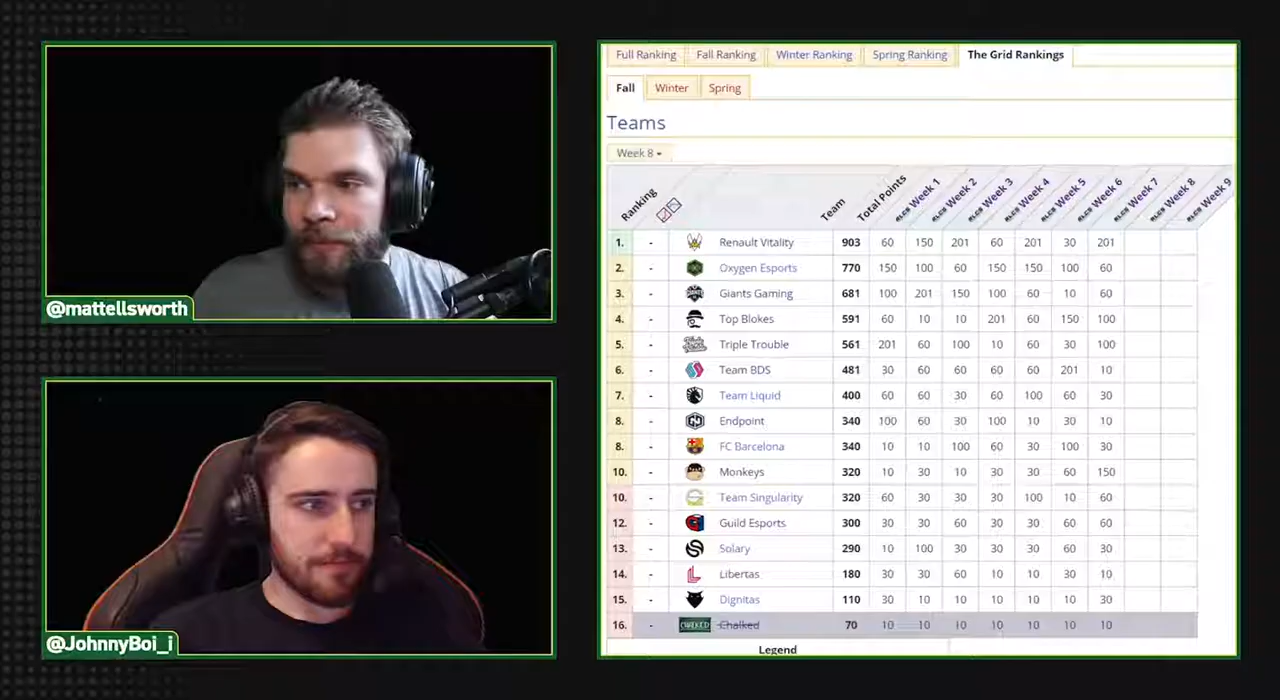 @mattellsworth
@JohnnyBoi_i
Full Ranking Fall Ranking Winter Ranking Spring Ranking The Grid Rankings
Fall Winter Spring
Teams
Week 8
Ranking Team Total Points RLCS Week 1 RLCS Week 2 RLCS Week 3 RLCS Week 4 RLCS Week 5 RLCS Week 6 RLCS Week 7 RLCS Week 8 RLCS Week 9
1. - Renault Vitality 903 60 150 201 60 201 30 201
2. - Oxygen Esports 770 150 100 60 150 150 100 60
3. - Giants Gaming 681 100 201 150 100 60 10 60
4. - Top Blokes 591 60 10 10 201 60 150 100
5. - Triple Trouble 561 201 60 100 10 60 30 100
6. - Team BDS 481 30 60 60 60 60 201 10
7. - Team Liquid 400 60 60 30 60 100 60 30
8. - Endpoint 340 100 60 30 100 10 30 10
8. - FC Barcelona 340 10 10 100 60 30 100 30
10. - Monkeys 320 10 30 10 30 30 60 150
10. - Team Singularity 320 60 30 30 30 100 10 60
12. - Guild Esports 300 30 30 60 30 30 60 60
13. - Solary 290 10 100 30 30 30 60 30
14. - Libertas 180 30 30 60 10 10 30 10
15. - Dignitas 110 30 10 10 10 10 10 30
16. - CHALKED Chalked 70 10 10 10 10 10 10 10
Legend